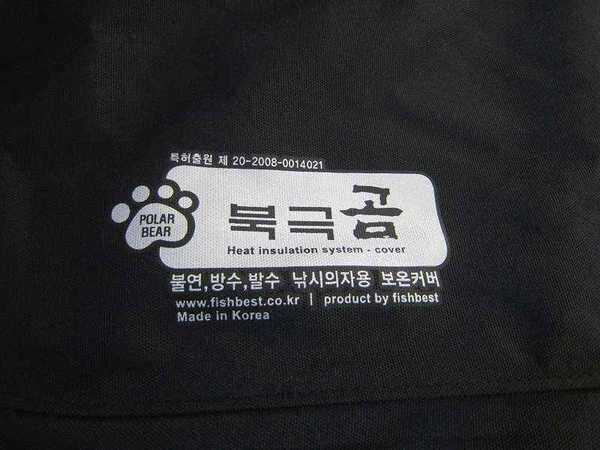 특허출원 제 20-2008-0014021
POLAR
BEAR
북극곰
Heat insulation system - cover
불연,방수,발수 낚시의자용 보온커버
www.fishbest.co.kr | product by fishbest
Made in Korea